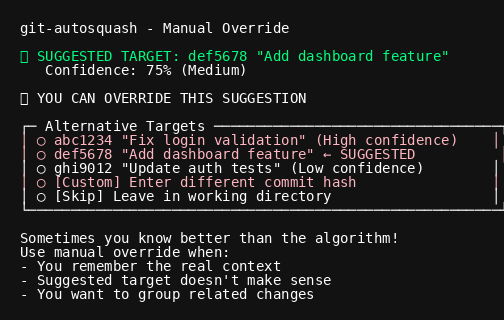 git-autosquash - Manual Override
SUGGESTED TARGET: def5678 "Add dashboard feature"
Confidence: 75% (Medium)
YOU CAN OVERRIDE THIS SUGGESTION
Alternative Targets
○ abc1234 "Fix login validation" (High confidence)
○ def5678 "Add dashboard feature" ← SUGGESTED
○ ghi9012 "Update auth tests" (Low confidence)
○ [Custom] Enter different commit hash
○ [Skip] Leave in working directory
Sometimes you know better than the algorithm!
Use manual override when:
- You remember the real context
- Suggested target doesn't make sense
- You want to group related changes